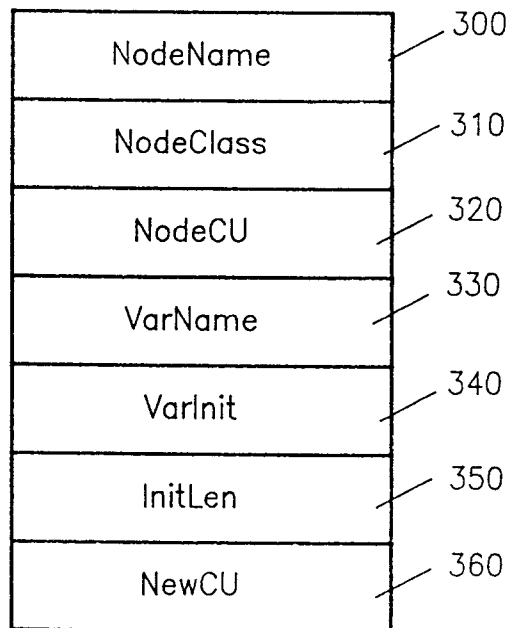 300
NodeName
310
NodeClass
320
NodeCU
330
VarName
340
VarInit
350
InitLen
360
NewCU